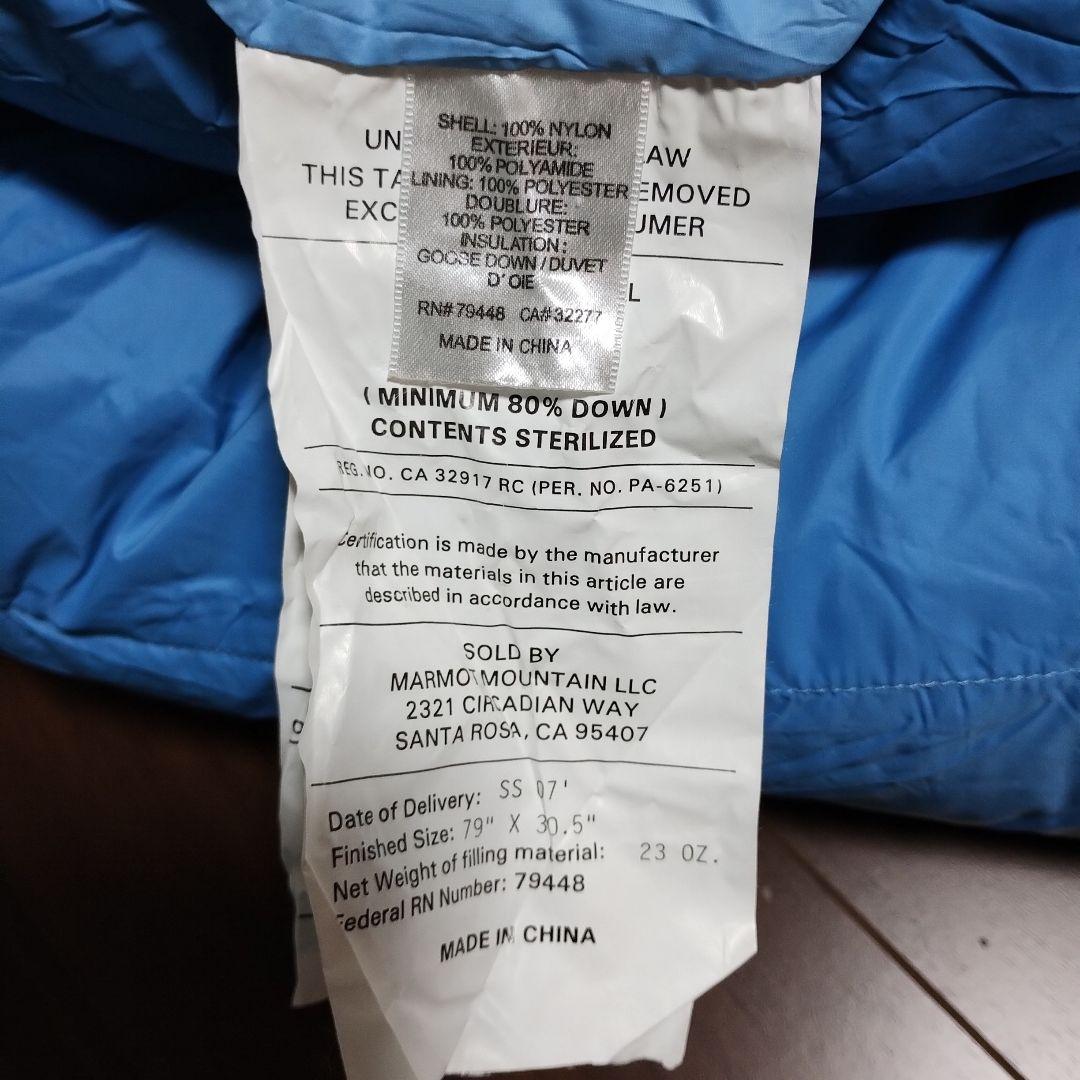 SHELL: 100% NYLON
EXTERIEUR:
100% POLYAMIDE
LINING: 100% POLYESTER
DOUBLURE:
100% POLYESTER
INSULATION:
GOOSE DOWN / DUVET
D'OIE
RN# 79448 CA# 32277
MADE IN CHINA
UN AW
THIS TA EMOVED
EXC UMER
L
( MINIMUM 80% DOWN )
CONTENTS STERILIZED
REG. NO. CA 32917 RC (PER. NO. PA-6251)
Certification is made by the manufacturer
that the materials in this article are
described in accordance with law.
SOLD BY
MARMOT MOUNTAIN LLC
2321 CIRCADIAN WAY
SANTA ROSA, CA 95407
Date of Delivery: SS 07'
Finished Size: 79" X 30.5"
Net Weight of filling material: 23 OZ.
Federal RN Number: 79448
MADE IN CHINA